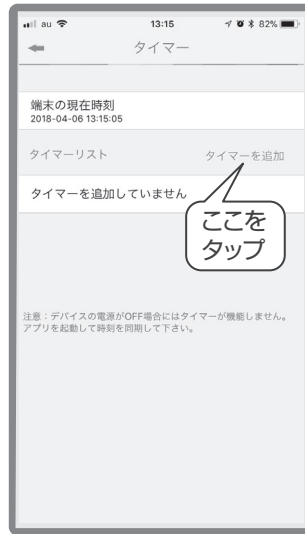 au 13:15 82%
タイマー
端末の現在時刻
2018-04-06 13:15:05
タイマーリスト タイマーを追加
タイマーを追加していません
ここを
タップ
注意：デバイスの電源がOFF場合にはタイマーが機能しません。
アプリを起動して時刻を同期して下さい。